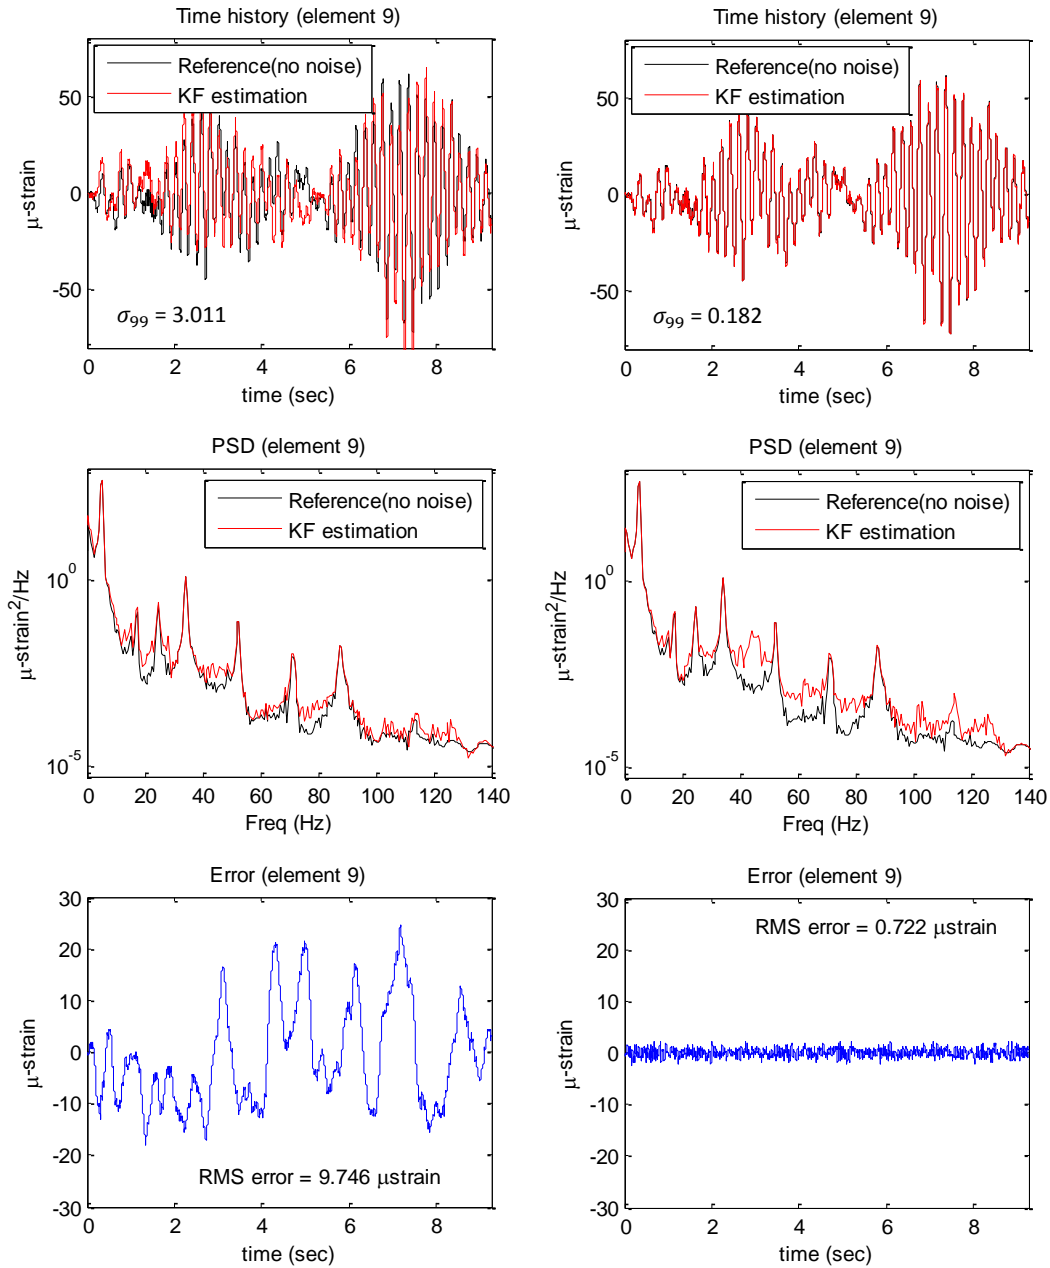 Time history (element 9)
Reference(no noise)
KF estimation
50
0
-50
μ-strain
σ99 = 3.011
0 2 4 6 8
time (sec)
Time history (element 9)
Reference(no noise)
KF estimation
50
0
-50
μ-strain
σ99 = 0.182
0 2 4 6 8
time (sec)
PSD (element 9)
Reference(no noise)
KF estimation
10^0
10^-5
μ-strain²/Hz
0 20 40 60 80 100 120 140
Freq (Hz)
PSD (element 9)
Reference(no noise)
KF estimation
10^0
10^-5
μ-strain²/Hz
0 20 40 60 80 100 120 140
Freq (Hz)
Error (element 9)
30
20
10
0
-10
-20
-30
μ-strain
RMS error = 9.746 μstrain
0 2 4 6 8
time (sec)
Error (element 9)
RMS error = 0.722 μstrain
30
20
10
0
-10
-20
-30
μ-strain
0 2 4 6 8
time (sec)